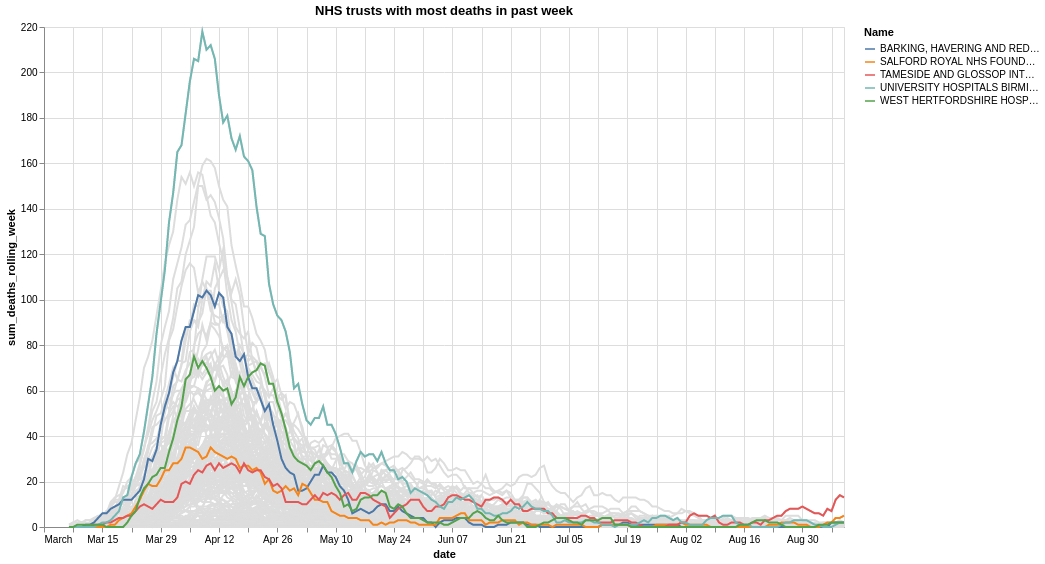 NHS trusts with most deaths in past week
220
200
180
160
140
120
100
80
60
40
20
0
sum_deaths_rolling_week
March Mar 15 Mar 29 Apr 12 Apr 26 May 10 May 24 Jun 07 Jun 21 Jul 05 Jul 19 Aug 02 Aug 16 Aug 30
date
Name
BARKING, HAVERING AND RED…
SALFORD ROYAL NHS FOUND…
TAMESIDE AND GLOSSOP INT…
UNIVERSITY HOSPITALS BIRMI…
WEST HERTFORDSHIRE HOSP…